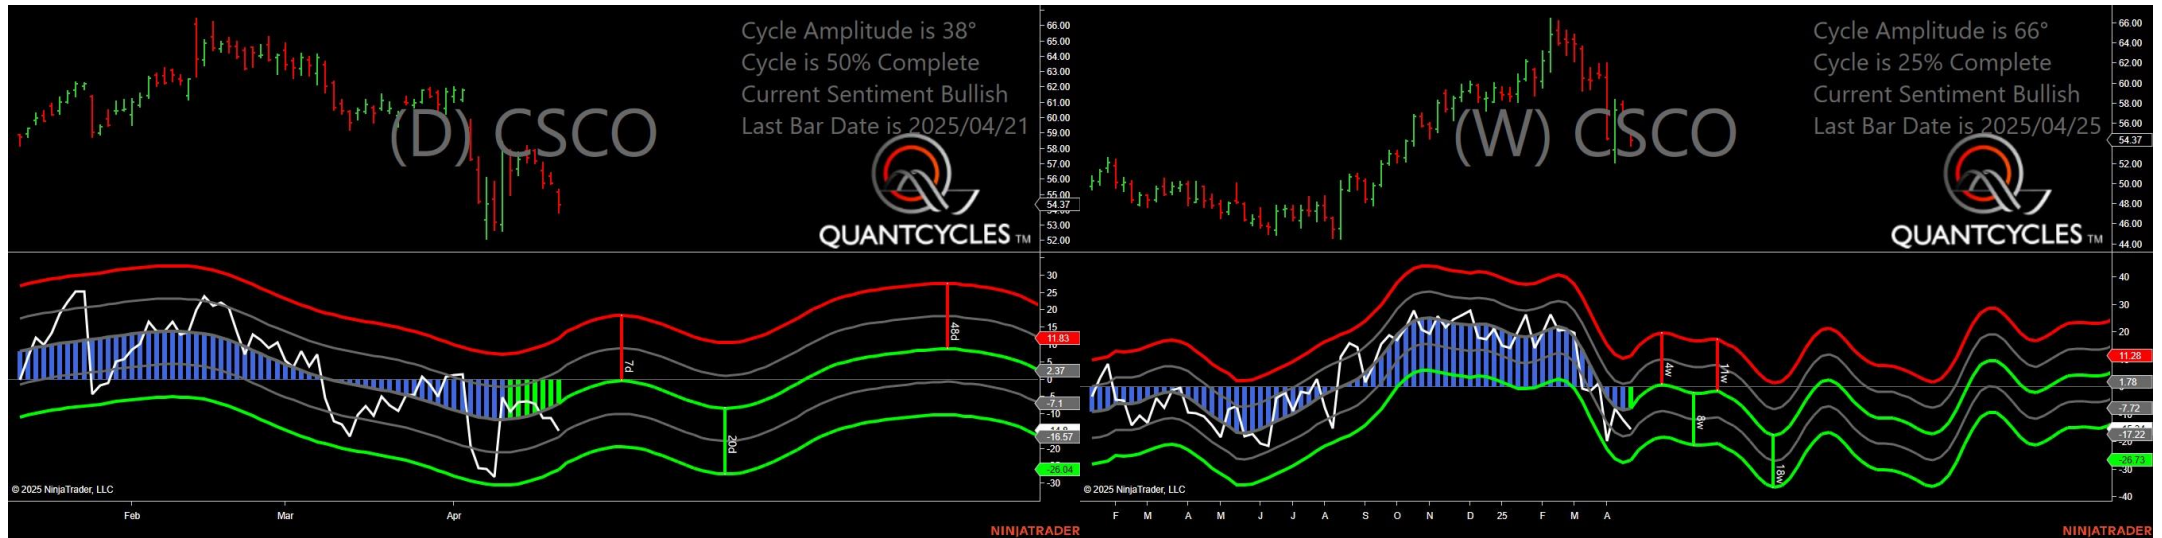 Cycle Amplitude is 38°
Cycle is 50% Complete
Current Sentiment Bullish
Last Bar Date is 2025/04/21
(D) CSCO
QUANTCYCLES TM
66.00
65.00
64.00
63.00
62.00
61.00
60.00
59.00
58.00
57.00
56.00
55.00
54.37
53.00
52.00
30
25
20
15
11.83
10
5
2.37
0
-7.1
-10
-16.57
-20
-26.04
-30
7d
20d
48d
© 2025 NinjaTrader, LLC
Feb
Mar
Apr
NINJATRADER
Cycle Amplitude is 66°
Cycle is 25% Complete
Current Sentiment Bullish
Last Bar Date is 2025/04/25
(W) CSCO
QUANTCYCLES TM
66.00
64.00
62.00
60.00
58.00
56.00
54.37
52.00
50.00
48.00
46.00
44.00
40
30
20
11.28
1.78
-7.72
-17.22
-26.73
-30
-40
4w
8w
11w
18w
© 2025 NinjaTrader, LLC
F
M
A
M
J
J
A
S
O
N
D
25
F
M
A
NINJATRADER